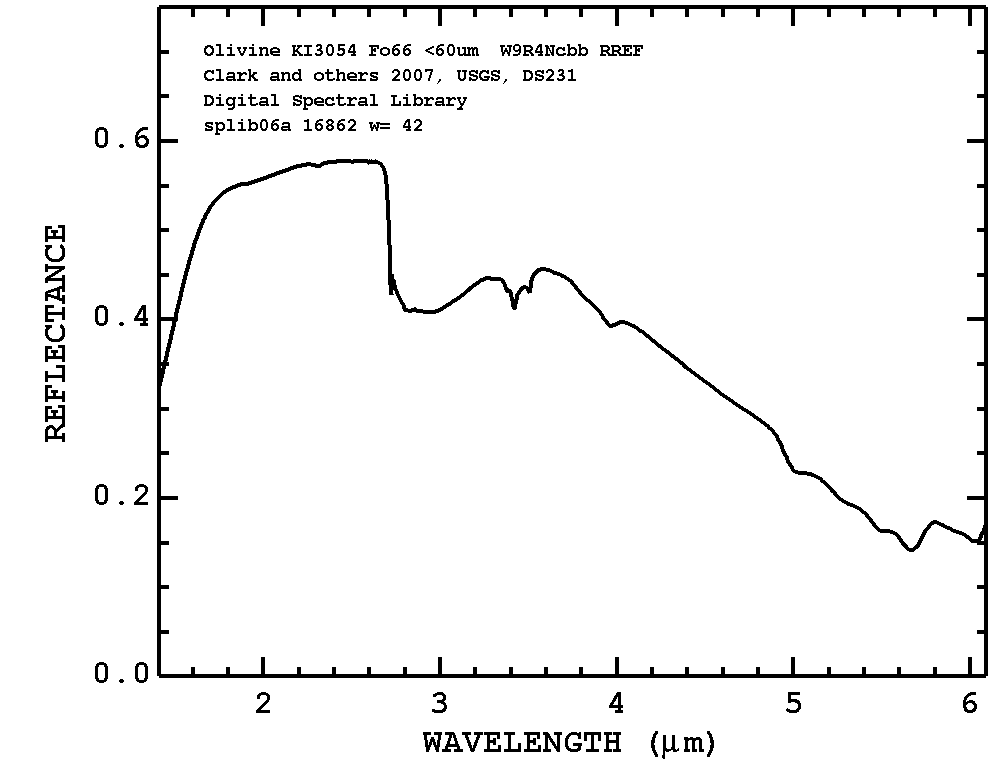 Olivine KI3054 Fo66 <60um  W9R4Ncbb RREF
Clark and others 2007, USGS, DS231
Digital Spectral Library
splib06a 16862 w= 42
0.6
0.4
0.2
0.0
REFLECTANCE
2 3 4 5 6
WAVELENGTH (μm)